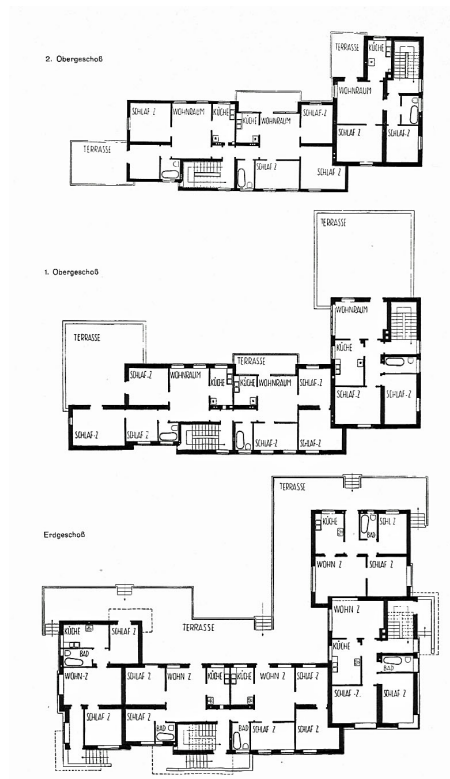 2. Obergeschoß
TERRASSE
KÜCHE
WOHNRAUM
SCHLAF Z
SCHLAF-Z
SCHLAF Z
WOHNRAUM
KÜCHE
KÜCHE
WOHNRAUM
SCHLAF-Z
TERRASSE
SCHLAF Z
SCHLAF Z
1. Obergeschoß
TERRASSE
WOHNRAUM
KÜCHE
SCHLAF-Z
SCHLAF-Z
TERRASSE
TERRASSE
SCHLAF-Z
WOHNRAUM
KÜCHE
KÜCHE
WOHNRAUM
SCHLAF-Z
SCHLAF-Z
SCHLAF-Z
SCHLAF-Z
SCHLAF-Z
Erdgeschoß
TERRASSE
KÜCHE
BAD
SCHL Z
WOHN Z
SCHLAF Z
TERRASSE
WOHN Z
KÜCHE
BAD
SCHLAF-Z
SCHLAF Z
KÜCHE
SCHLAF Z
BAD
WOHN-Z
SCHLAF Z
WOHN Z
KÜCHE
KÜCHE
WOHN Z
SCHLAF Z
SCHLAF Z
SCHLAF Z
BAD
BAD
SCHLAF Z
SCHLAF Z